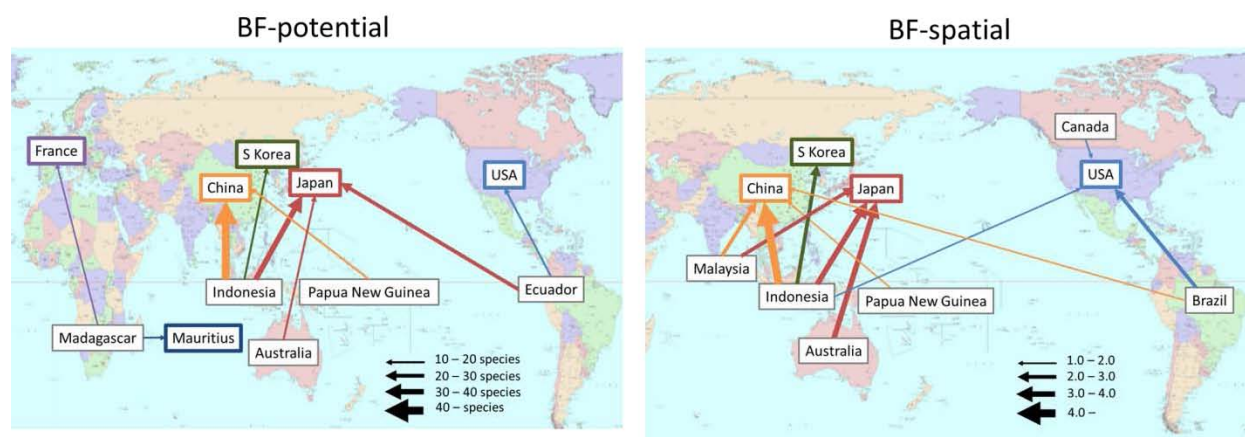 BF-potential
France
S Korea
China
Japan
USA
Indonesia
Papua New Guinea
Ecuador
Madagascar
Mauritius
Australia
10 – 20 species
20 – 30 species
30 – 40 species
40 – species
BF-spatial
Canada
S Korea
USA
China
Japan
Malaysia
Indonesia
Papua New Guinea
Brazil
Australia
1.0 – 2.0
2.0 – 3.0
3.0 – 4.0
4.0 –